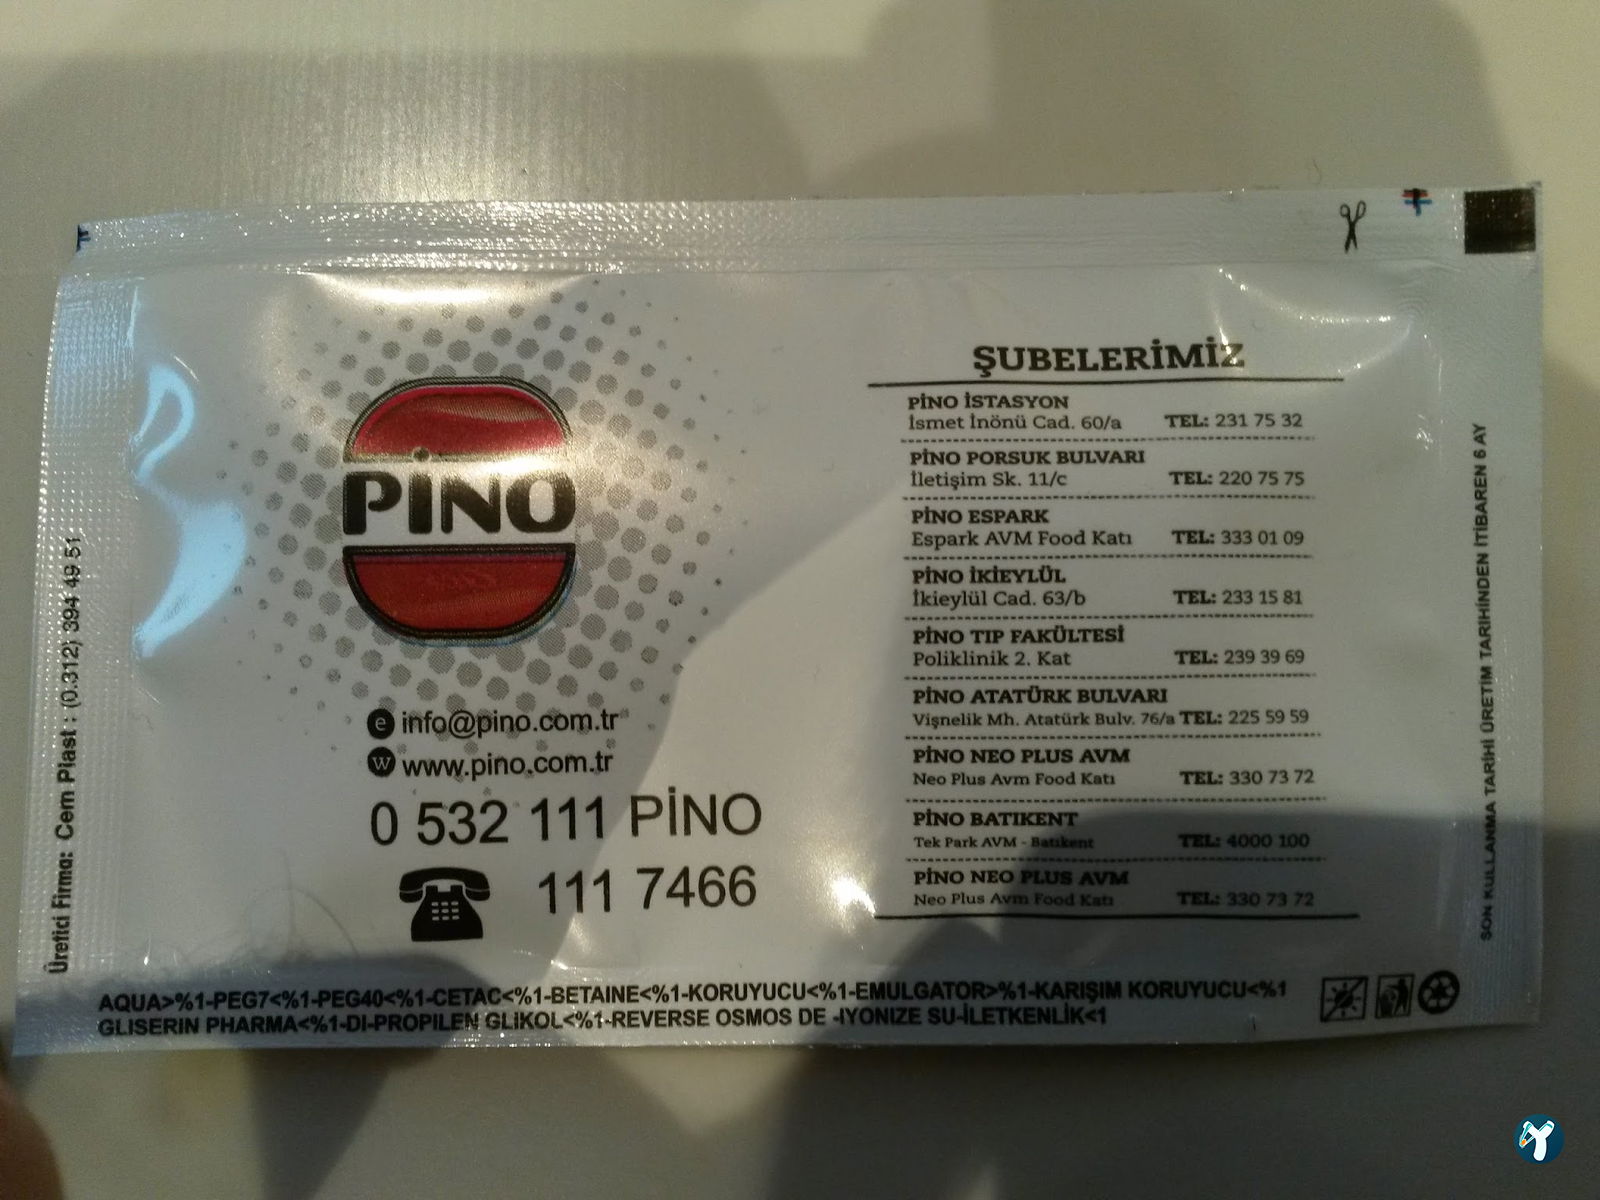 PİNO
info@pino.com.tr
www.pino.com.tr
0 532 111 PİNO
111 7466
ŞUBELERİMİZ
PİNO İSTASYON
İsmet İnönü Cad. 60/a TEL: 231 75 32
PİNO PORSUK BULVARI
İletişim Sk. 11/c TEL: 220 75 75
PİNO ESPARK
Espark AVM Food Katı TEL: 333 01 09
PİNO İKİEYLÜL
İkieylül Cad. 63/b TEL: 233 15 81
PİNO TIP FAKÜLTESİ
Poliklinik 2. Kat TEL: 239 39 69
PİNO ATATÜRK BULVARI
Vişnelik Mh. Atatürk Bulv. 76/a TEL: 225 59 59
PİNO NEO PLUS AVM
Neo Plus Avm Food Katı TEL: 330 73 72
PİNO BATIKENT
Tek Park AVM - Batıkent TEL: 4000 100
PİNO NEO PLUS AVM
Neo Plus Avm Food Katı TEL: 330 73 72
AQUA>%1-PEG7<%1-PEG40<%1-CETAC<%1-BETAINE<%1-KORUYUCU<%1-EMULGATOR>%1-KARIŞIM KORUYUCU<%1
GLISERIN PHARMA<%1-DI-PROPILEN GLİKOL<%1-REVERSE OSMOS DE -IYONIZE SU-İLETKENLİK<1
Üretici Firma: Cem Plast : (0.312) 394 49 51
SON KULLANMA TARİHİ ÜRETİM TARİHİNDEN İTİBAREN 6 AY